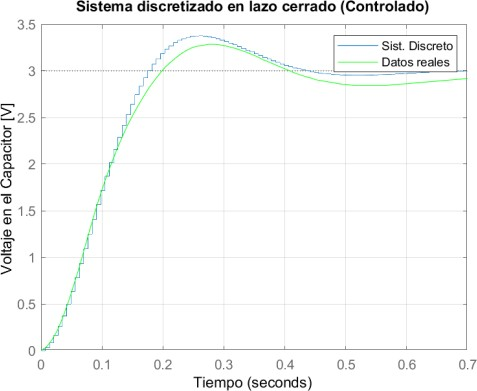 Sistema discretizado en lazo cerrado (Controlado)
3.5
3
2.5
2
1.5
1
0.5
0
Voltaje en el Capacitor [V]
Sist. Discreto
Datos reales
0 0.1 0.2 0.3 0.4 0.5 0.6 0.7
Tiempo (seconds)